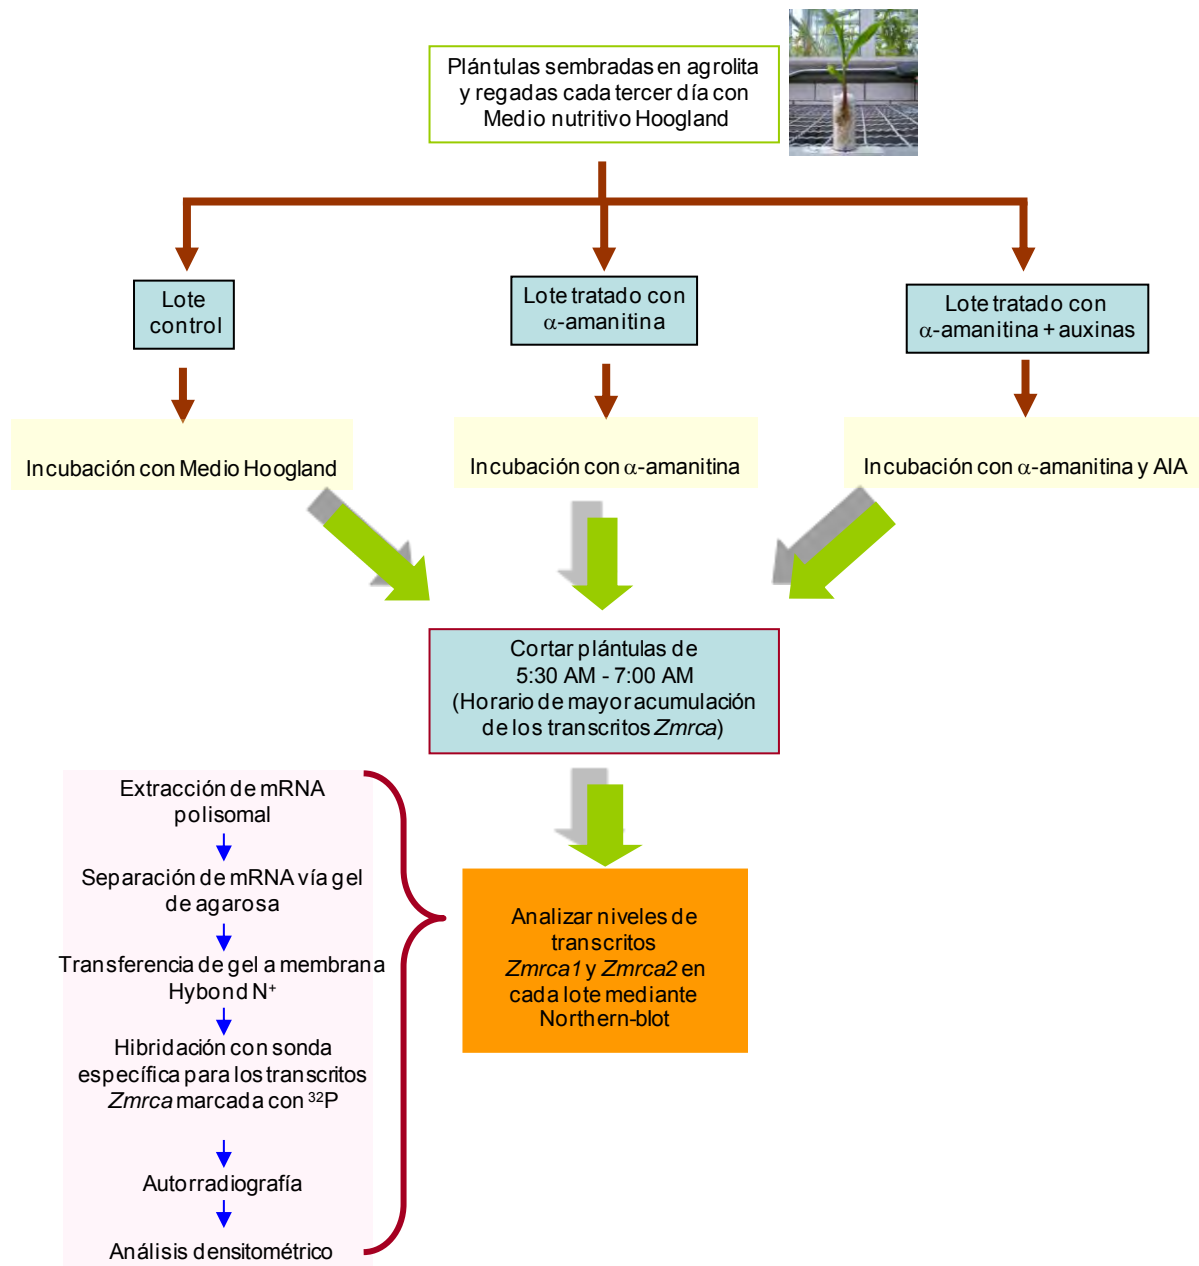 Plántulas sembradas en agrolita
y regadas cada tercer día con
Medio nutritivo Hoogland
Lote
control
Lote tratado con
α-amanitina
Lote tratado con
α-amanitina + auxinas
Incubación con Medio Hoogland
Incubación con α-amanitina
Incubación con α-amanitina y AIA
Cortar plántulas de
5:30 AM - 7:00 AM
(Horario de mayor acumulación
de los transcritos Zmrca)
Extracción de mRNA
polisomal
Separación de mRNA vía gel
de agarosa
Transferencia de gel a membrana
Hybond N⁺
Hibridación con sonda
específica para los transcritos
Zmrca marcada con ³²P
Autorradiografía
Análisis densitométrico
Analizar niveles de
transcritos
Zmrca1 y Zmrca2 en
cada lote mediante
Northern-blot